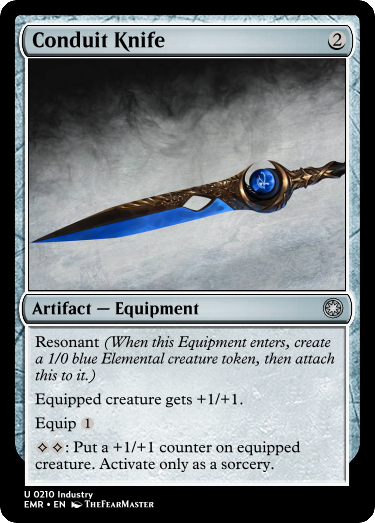 Conduit Knife 2
Artifact — Equipment
Resonant (When this Equipment enters, create
a 1/0 blue Elemental creature token, then attach
this to it.)
Equipped creature gets +1/+1.
Equip 1
: Put a +1/+1 counter on equipped
creature. Activate only as a sorcery.
U 0210 Industry
EMR • EN TheFearMaster